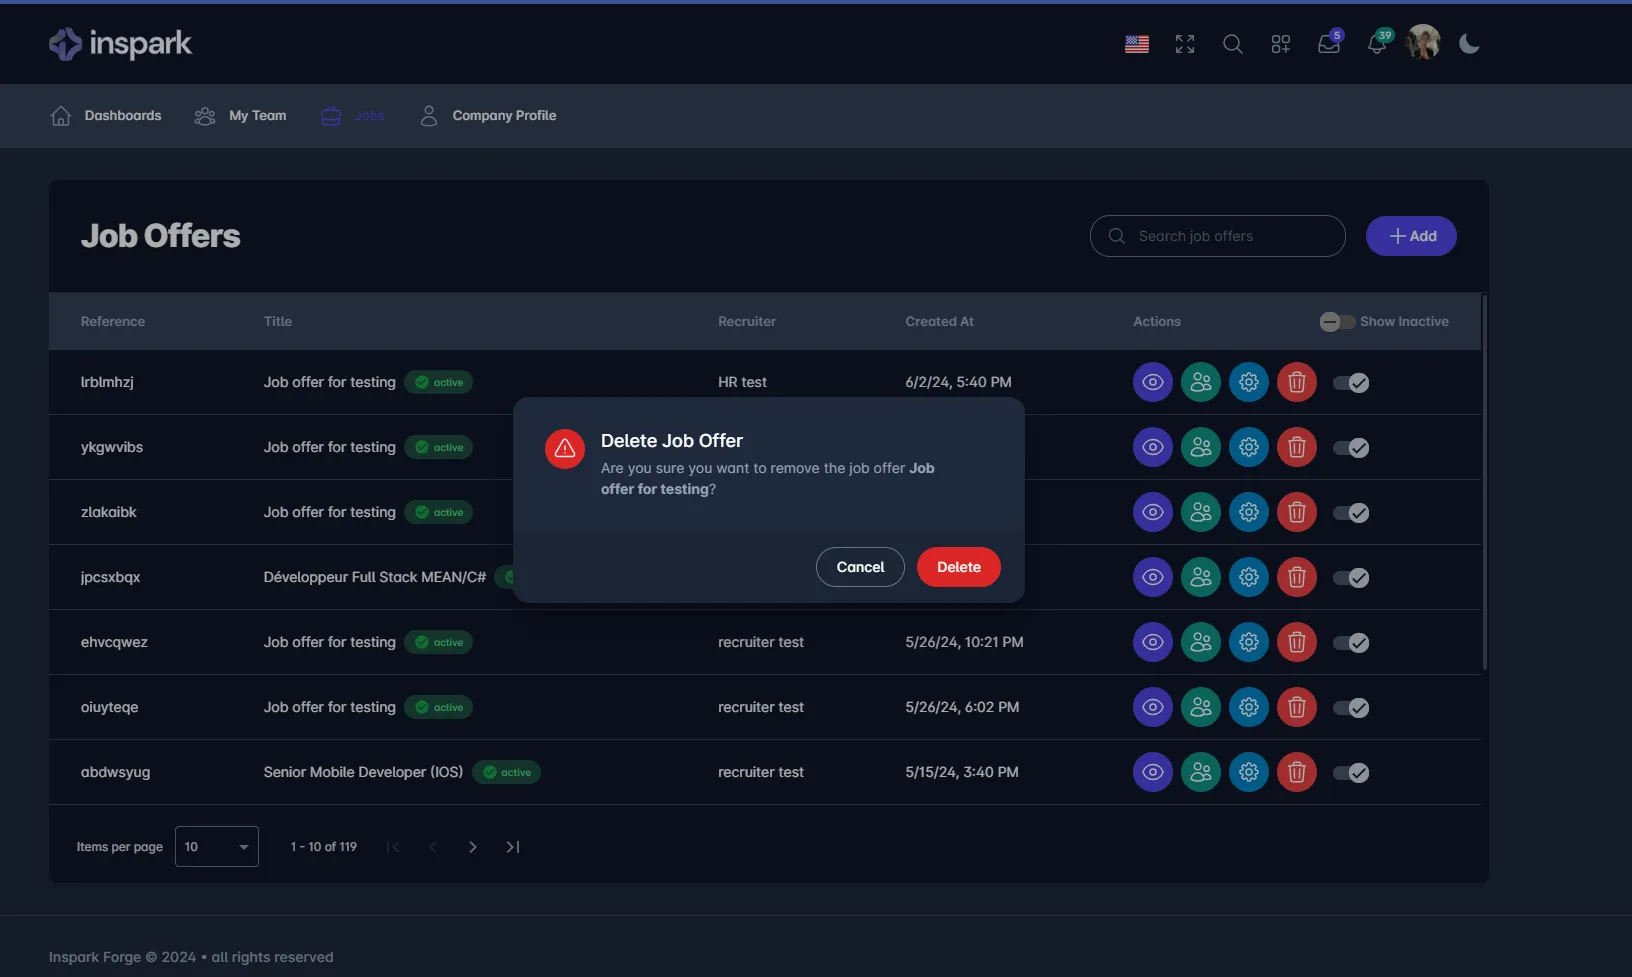 inspark
5
39
Dashboards
My Team
Jobs
Company Profile
Job Offers
Search job offers
Add
Reference Title Recruiter Created At Actions Show Inactive
lrblmhzj Job offer for testing active HR test 6/2/24, 5:40 PM
ykgwvibs Job offer for testing active
zlakaibk Job offer for testing active
jpcsxbqx Développeur Full Stack MEAN/C#
ehvcqwez Job offer for testing active recruiter test 5/26/24, 10:21 PM
oiuyteqe Job offer for testing active recruiter test 5/26/24, 6:02 PM
abdwsyug Senior Mobile Developer (IOS) active recruiter test 5/15/24, 3:40 PM
Delete Job Offer
Are you sure you want to remove the job offer Job
offer for testing?
Cancel Delete
Items per page 10 1 - 10 of 119
Inspark Forge © 2024 • all rights reserved